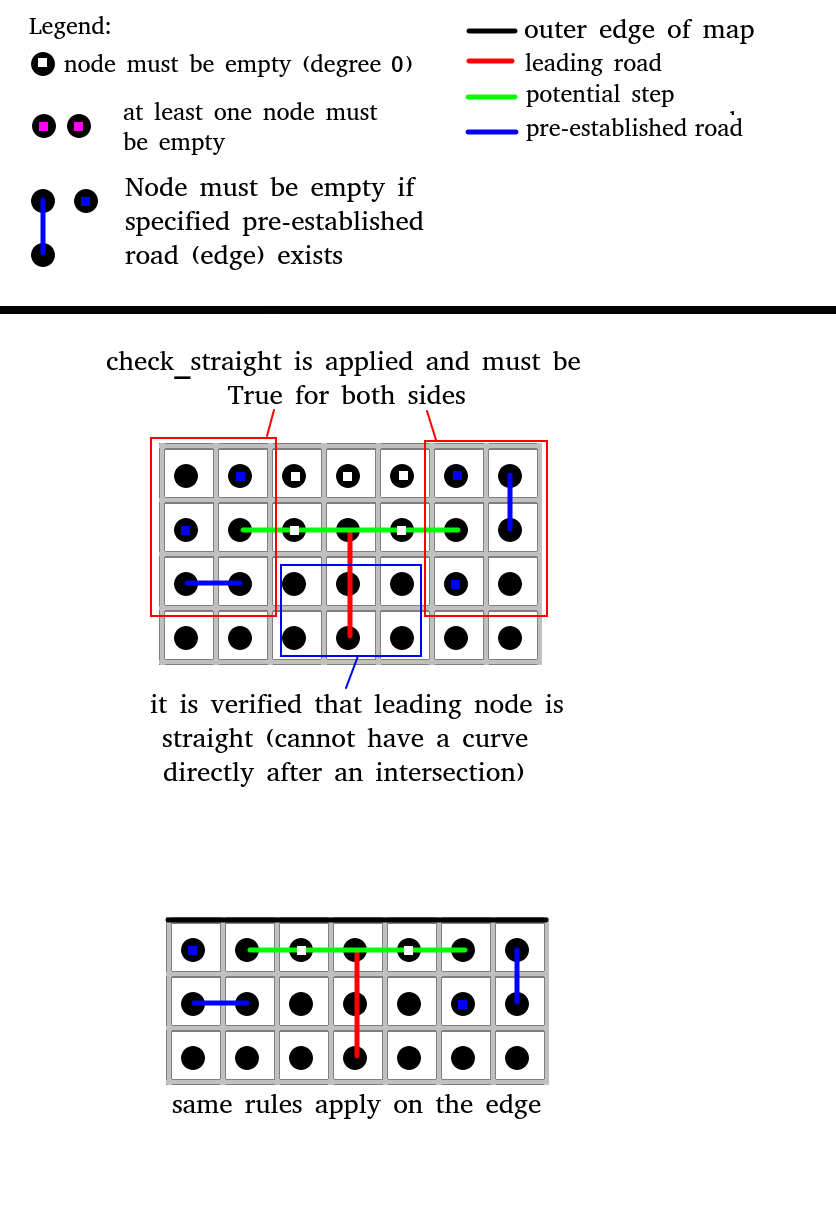 Legend:
node must be empty (degree 0)
at least one node must
be empty
Node must be empty if
specified pre-established
road (edge) exists
outer edge of map
leading road
potential step
pre-established road
check_straight is applied and must be
True for both sides
it is verified that leading node is
straight (cannot have a curve
directly after an intersection)
same rules apply on the edge